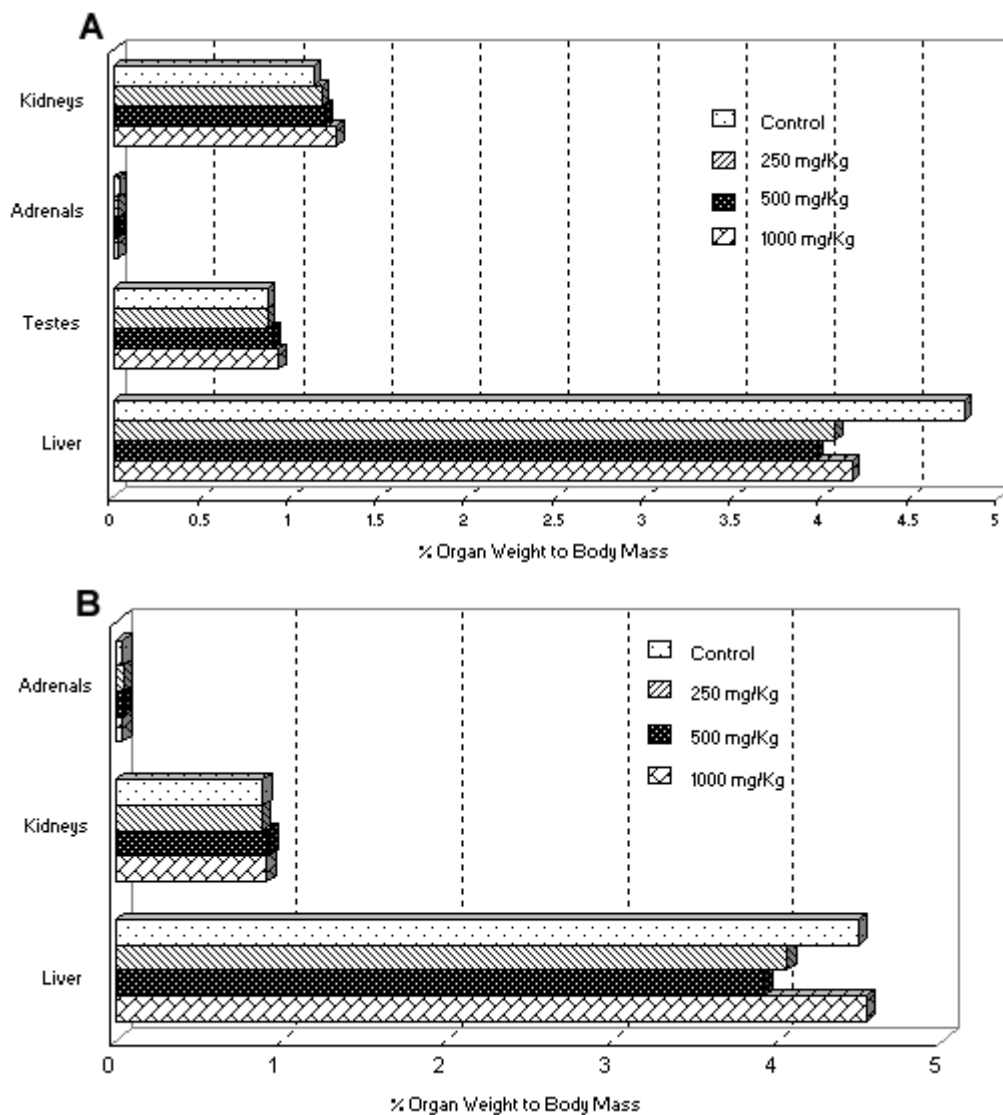 A
Kidneys
Adrenals
Testes
Liver
Control
250 mg/Kg
500 mg/Kg
1000 mg/Kg
0 0.5 1 1.5 2 2.5 3 3.5 4 4.5 5
% Organ Weight to Body Mass
B
Adrenals
Kidneys
Liver
Control
250 mg/Kg
500 mg/Kg
1000 mg/Kg
0 1 2 3 4 5
% Organ Weight to Body Mass